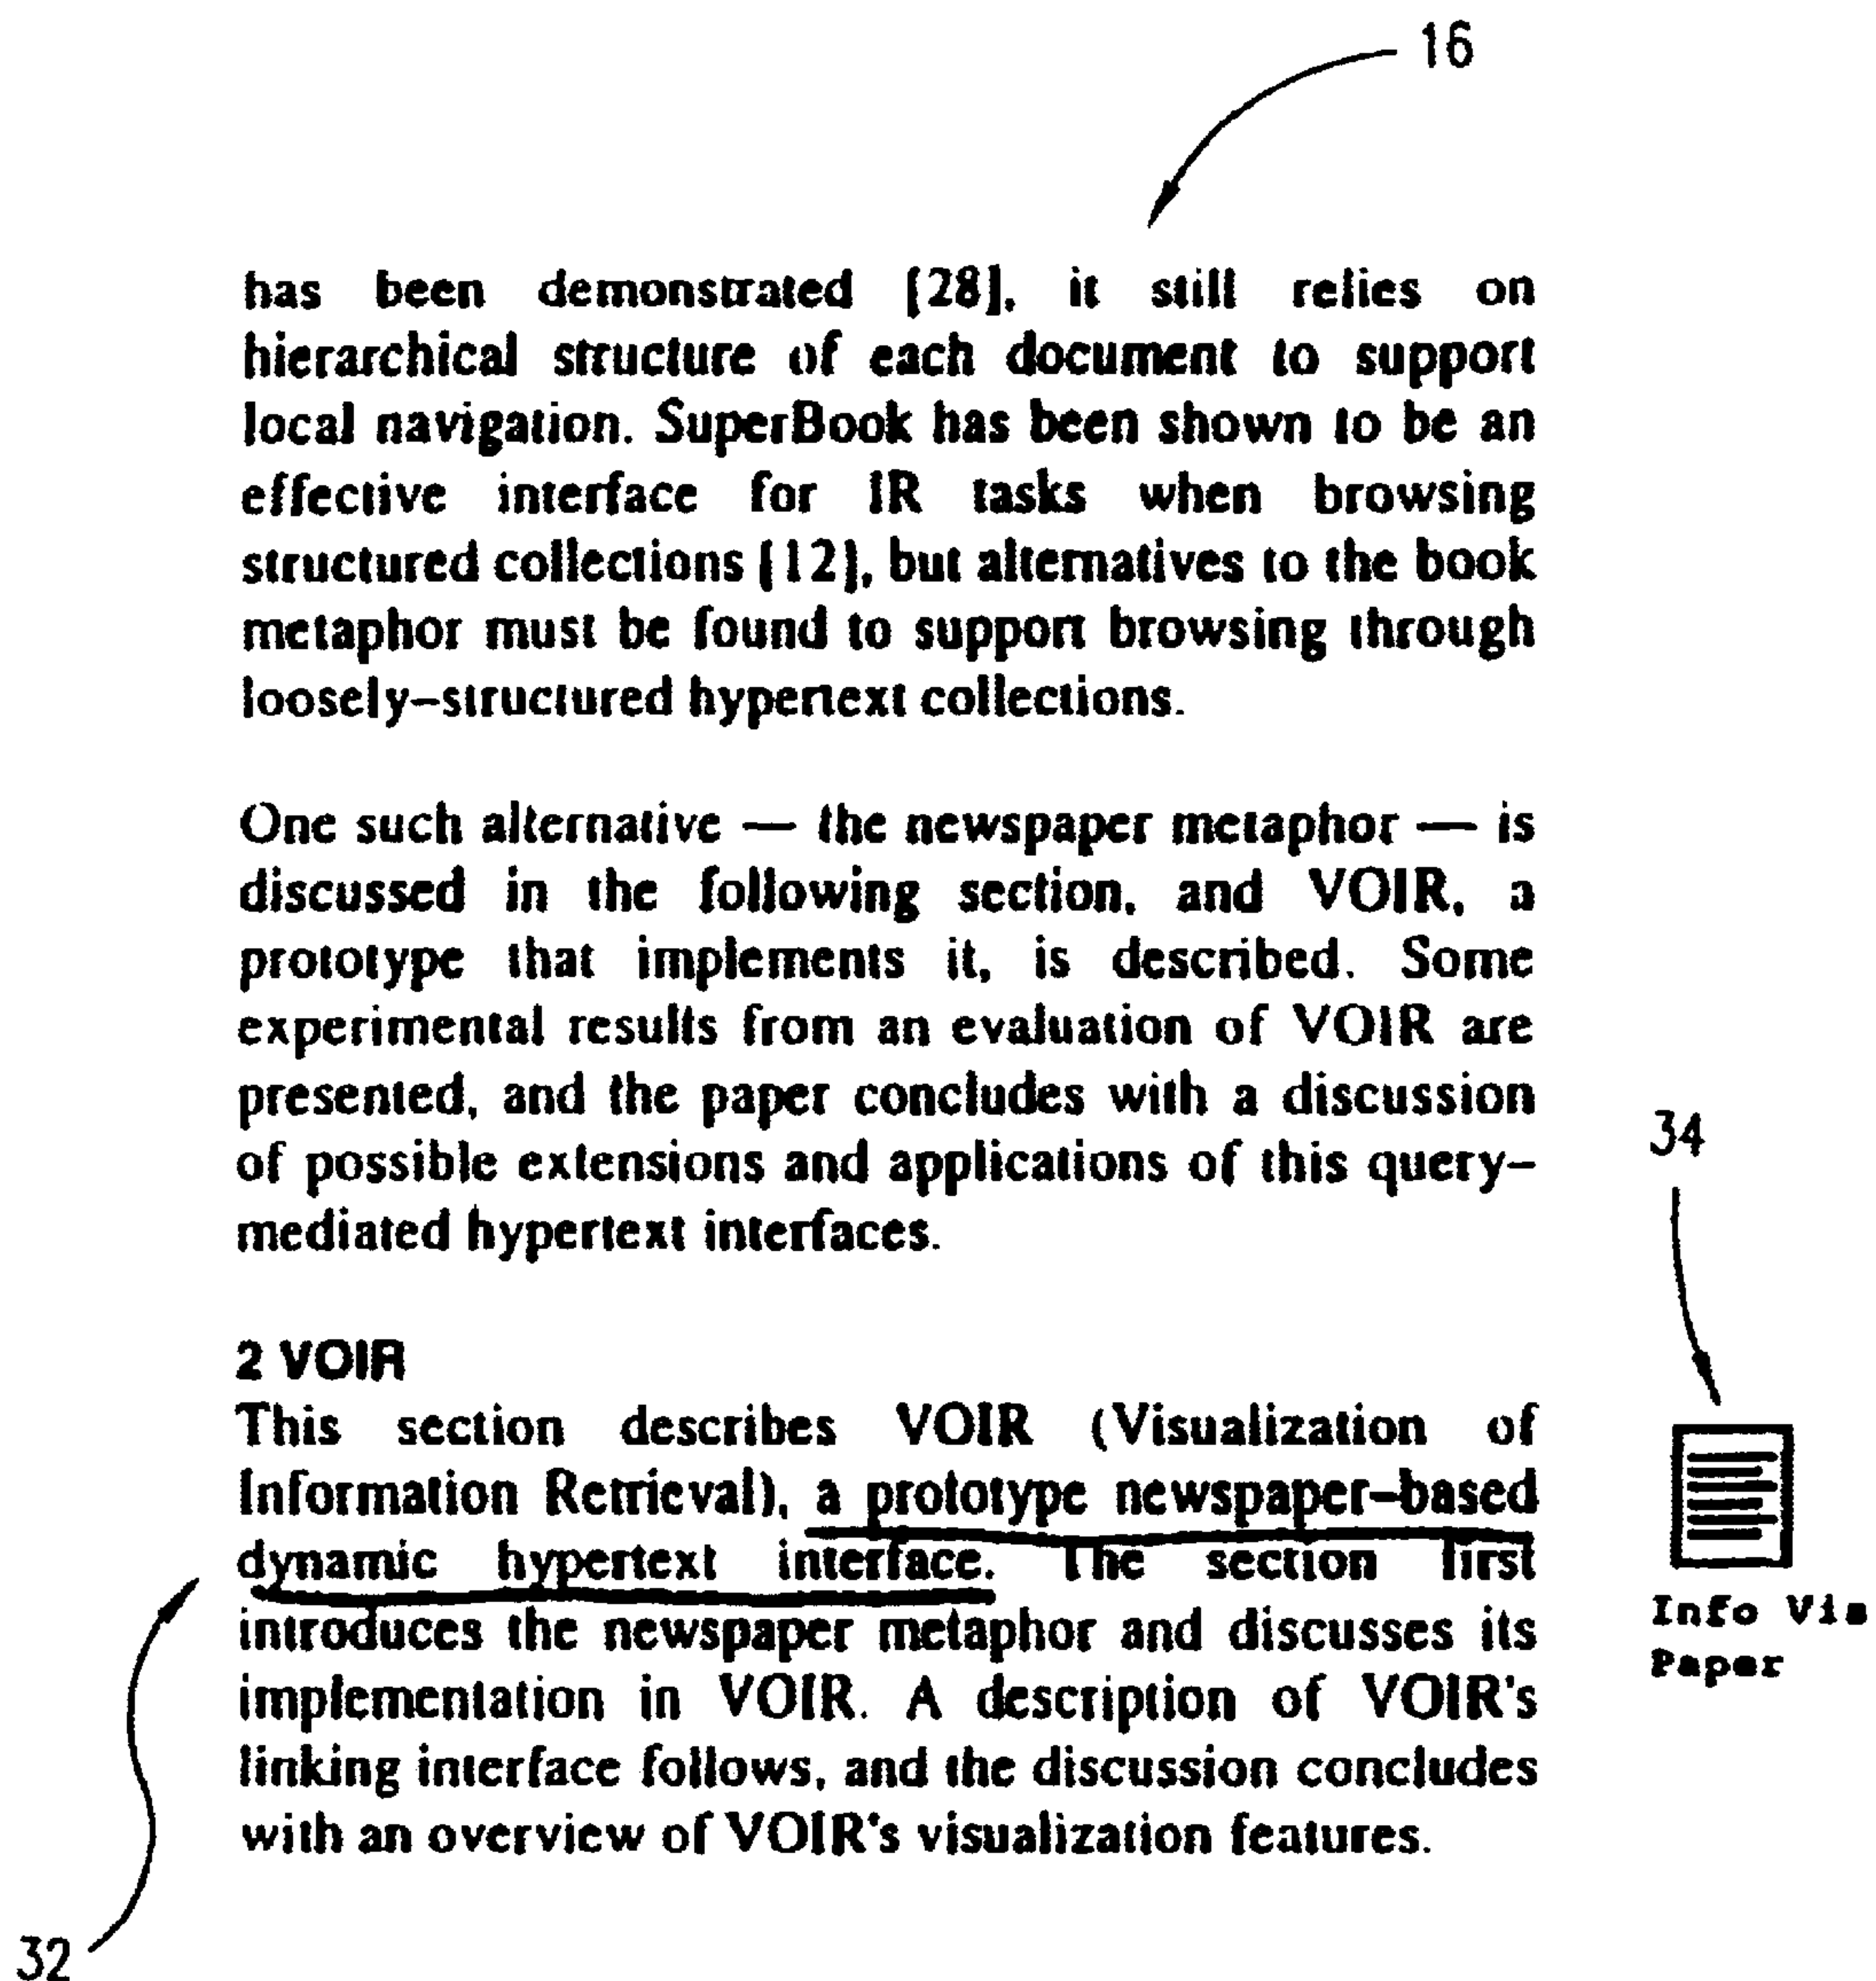 16
has been demonstrated [28], it still relies on
hierarchical structure of each document to support
local navigation. SuperBook has been shown to be an
effective interface for IR tasks when browsing
structured collections [12], but alternatives to the book
metaphor must be found to support browsing through
loosely-structured hypertext collections.
One such alternative — the newspaper metaphor — is
discussed in the following section, and VOIR, a
prototype that implements it, is described. Some
experimental results from an evaluation of VOIR are
presented, and the paper concludes with a discussion
of possible extensions and applications of this query-
mediated hypertext interfaces.
34
2 VOIR
This section describes VOIR (Visualization of
Information Retrieval), a prototype newspaper-based
dynamic hypertext interface. The section first
introduces the newspaper metaphor and discusses its
implementation in VOIR. A description of VOIR's
linking interface follows, and the discussion concludes
with an overview of VOIR's visualization features.
Info Vis
Paper
32